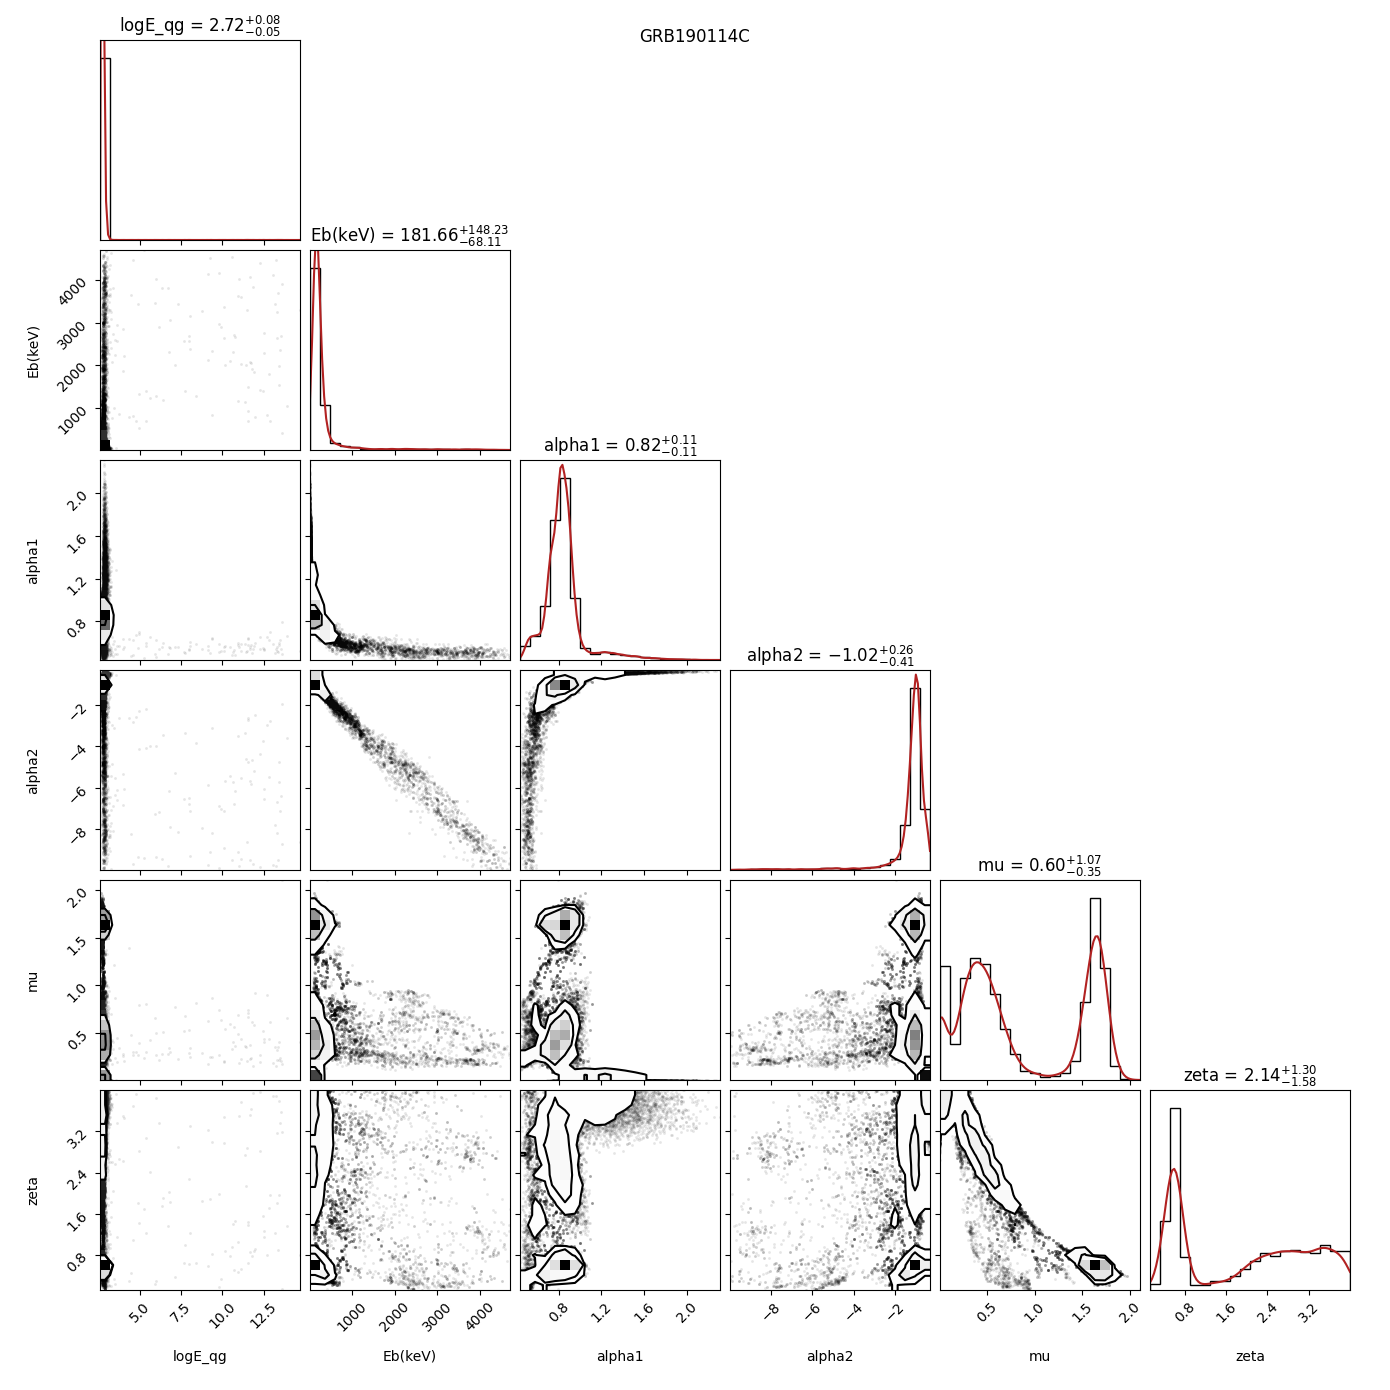 logE_qg = 2.72+0.08−0.05
GRB190114C
Eb(keV) = 181.66+148.23−68.11
Eb(keV)
4000
3000
2000
1000
alpha1 = 0.82+0.11−0.11
alpha1
2.0
1.6
1.2
0.8
alpha2 = −1.02+0.26−0.41
alpha2
−2
−4
−6
−8
mu = 0.60+1.07−0.35
mu
2.0
1.5
1.0
0.5
zeta = 2.14+1.30−1.58
zeta
3.2
2.4
1.6
0.8
5.0 7.5 10.0 12.5 1000 2000 3000 4000 0.8 1.2 1.6 2.0 −8 −6 −4 −2 0.5 1.0 1.5 2.0 0.8 1.6 2.4 3.2
logE_qg Eb(keV) alpha1 alpha2 mu zeta